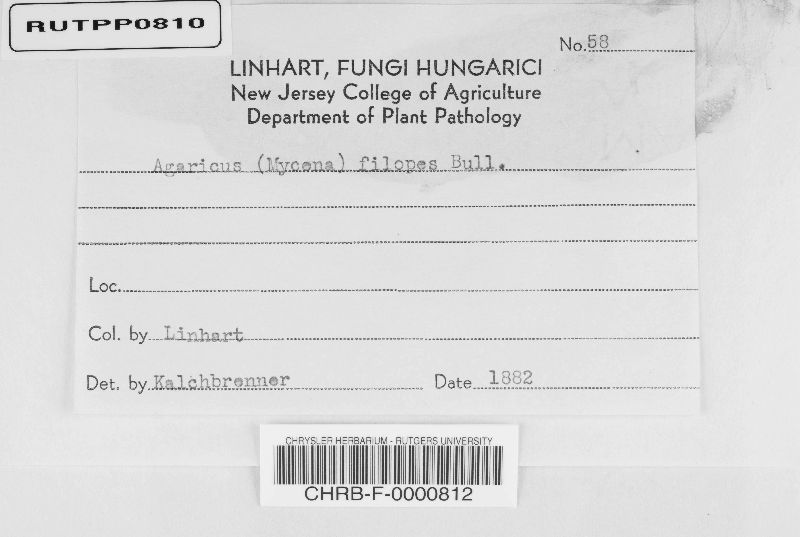 RUTPP0810
No. 58
LINHART, FUNGI HUNGARICI
New Jersey College of Agriculture
Department of Plant Pathology
Agaricus (Mycena) filopes Bull.
Loc.
Col. by Linhart
Det. by Kalchbrenner Date 1882
CHRYSLER HERBARIUM - RUTGERS UNIVERSITY
CHRB-F-0000812